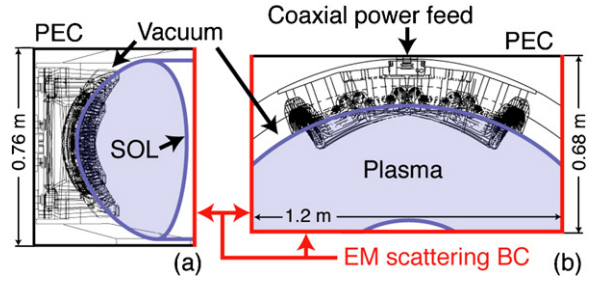 PEC
Vacuum
Coaxial power feed
PEC
0.76 m
SOL
Plasma
0.68 m
1.2 m
(a)
EM scattering BC
(b)